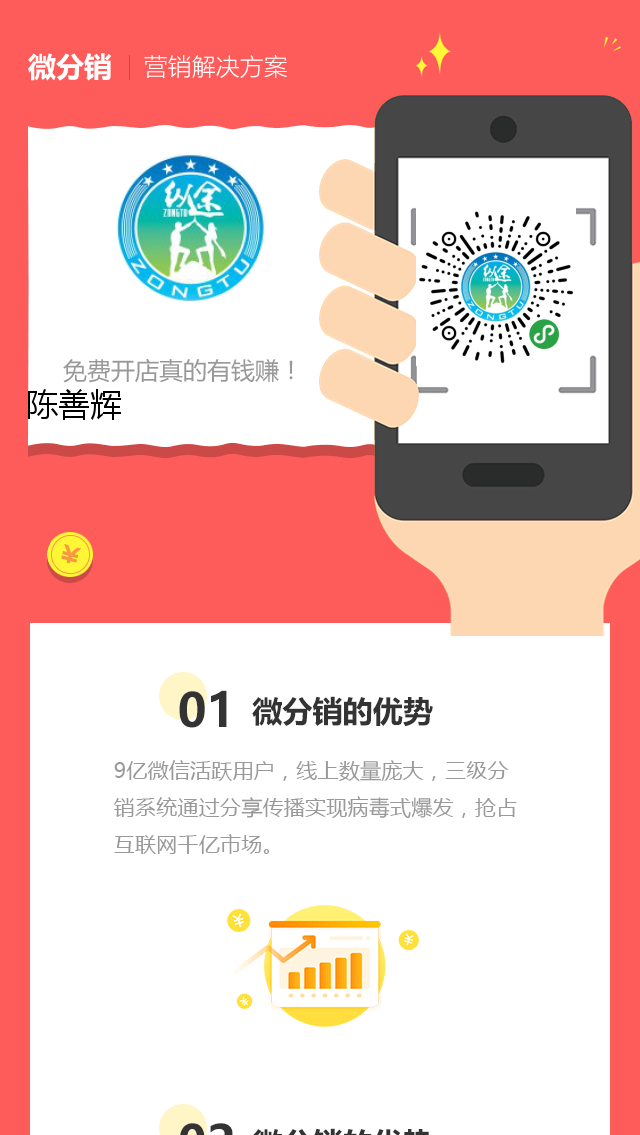 微分销 营销解决方案
纵途
ZONGTU
ZONGTU
纵途
ZONGTU
免费开店真的有钱赚！
陈善辉
01 微分销的优势
9亿微信活跃用户，线上数量庞大，三级分
销系统通过分享传播实现病毒式爆发，抢占
互联网千亿市场。